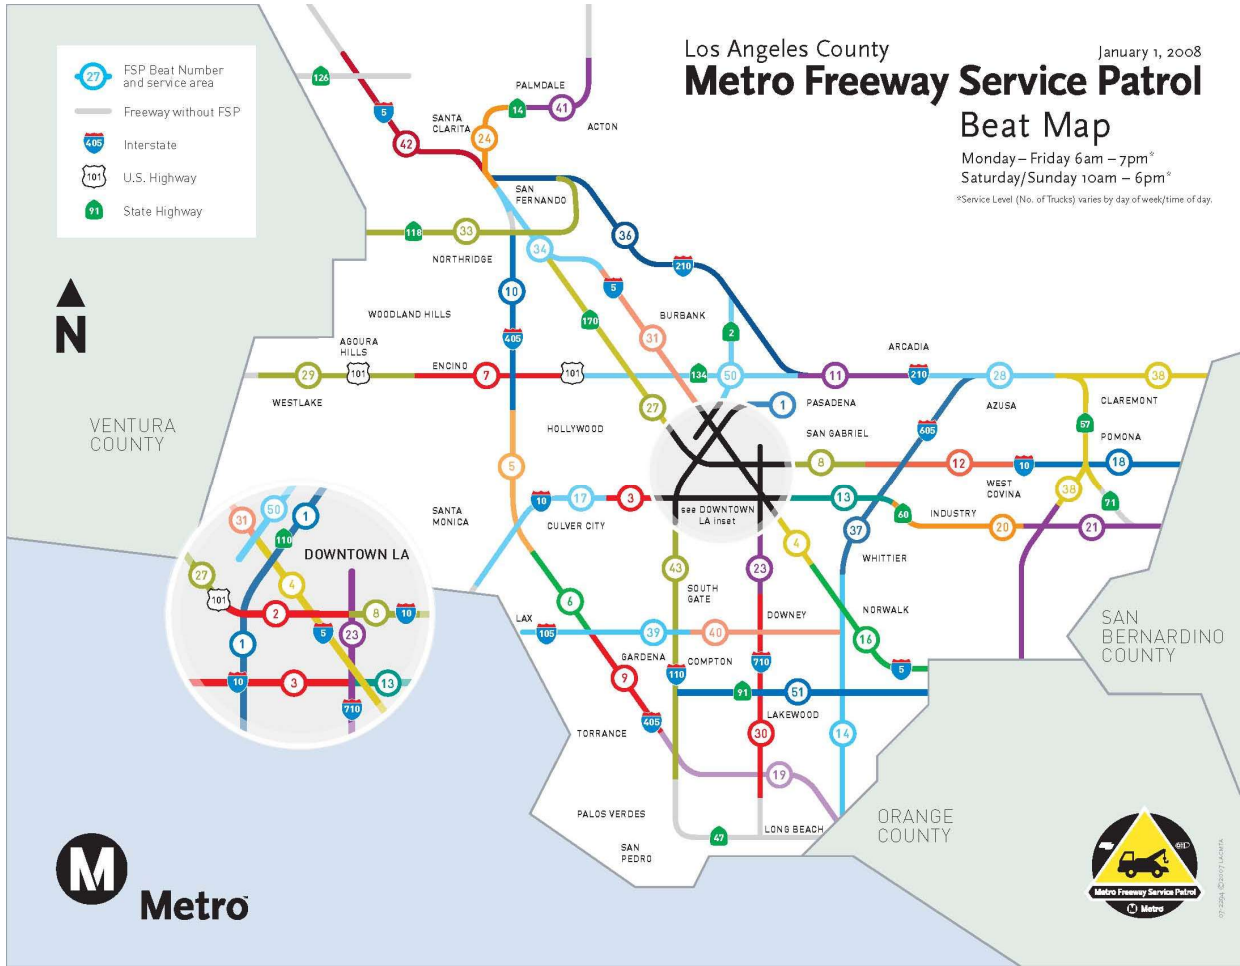 Los Angeles County
January 1, 2008
Metro Freeway Service Patrol
Beat Map
Monday – Friday 6am – 7pm*
Saturday/Sunday 10am – 6pm*
*Service Level (No. of Trucks) varies by day of week/time of day.
27
FSP Beat Number
and service area
Freeway without FSP
405
Interstate
101
U.S. Highway
91
State Highway
N
126
5
42
SANTA
CLARITA
24
PALMDALE
14
41
ACTON
SAN
FERNANDO
118
33
NORTHRIDGE
34
36
210
10
5
170
BURBANK
31
2
WOODLAND HILLS
405
AGOURA
HILLS
ENCINO
29
101
7
101
134
50
11
ARCADIA
210
28
38
WESTLAKE
27
1
PASADENA
AZUSA
CLAREMONT
HOLLYWOOD
SAN GABRIEL
605
57
POMONA
5
8
12
10
18
WEST
COVINA
38
71
SANTA
MONICA
10
17
3
CULVER CITY
see DOWNTOWN
LA inset
13
60
INDUSTRY
20
21
4
37
WHITTIER
43
SOUTH
GATE
23
6
NORWALK
LAX
105
39
40
DOWNEY
16
5
GARDENA
COMPTON
110
710
9
91
51
LAKEWOOD
405
TORRANCE
30
14
19
PALOS VERDES
47
LONG BEACH
SAN
PEDRO
VENTURA
COUNTY
SAN
BERNARDINO
COUNTY
ORANGE
COUNTY
50
31
1
110
DOWNTOWN LA
27
4
101
2
8
10
5
23
1
10
3
13
710
M
Metro
Metro Freeway Service Patrol
M Metro
07-2294 ©2007 LACMTA